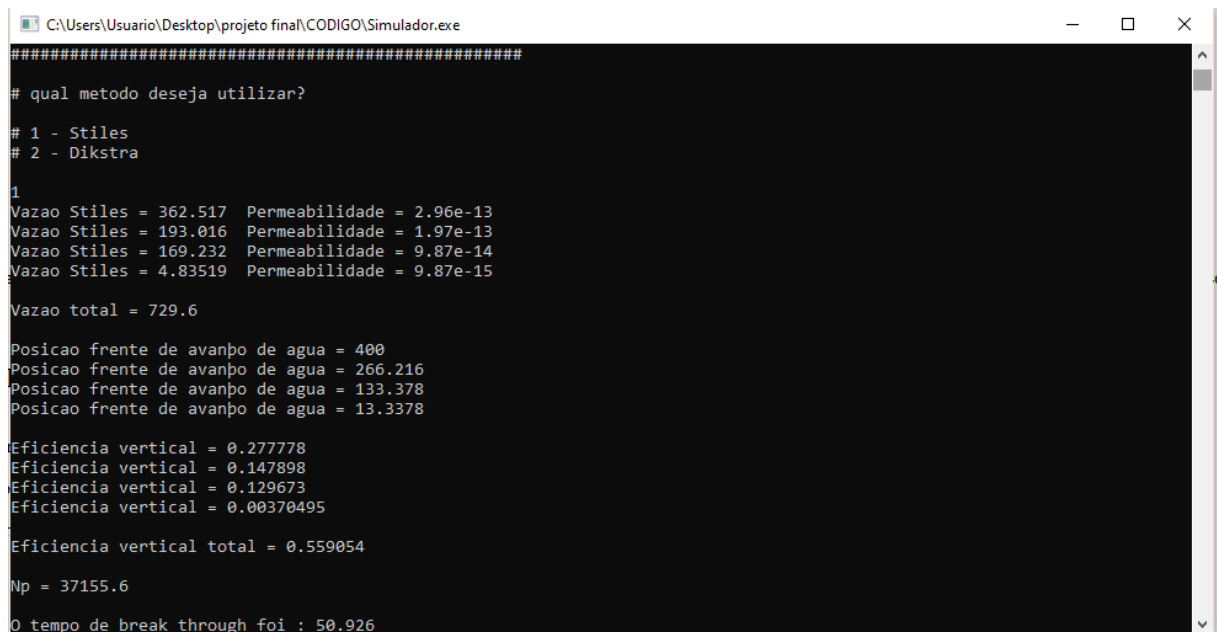 C:\Users\Usuario\Desktop\projeto final\CODIGO\Simulador.exe
####################################################
# qual metodo deseja utilizar?
# 1 - Stiles
# 2 - Dikstra
1
Vazao Stiles = 362.517  Permeabilidade = 2.96e-13
Vazao Stiles = 193.016  Permeabilidade = 1.97e-13
Vazao Stiles = 169.232  Permeabilidade = 9.87e-14
Vazao Stiles = 4.83519  Permeabilidade = 9.87e-15
Vazao total = 729.6
Posicao frente de avanþo de agua = 400
Posicao frente de avanþo de agua = 266.216
Posicao frente de avanþo de agua = 133.378
Posicao frente de avanþo de agua = 13.3378
Eficiencia vertical = 0.277778
Eficiencia vertical = 0.147898
Eficiencia vertical = 0.129673
Eficiencia vertical = 0.00370495
Eficiencia vertical total = 0.559054
Np = 37155.6
O tempo de break through foi : 50.926